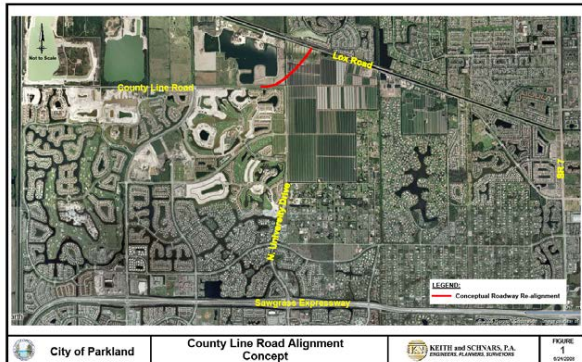 Not to Scale
Lox Road
County Line Road
SR 7
N. University Drive
LEGEND:
Conceptual Roadway Re-alignment
Sawgrass Expressway
City of Parkland
County Line Road Alignment
Concept
KEITH and SCHNARS, P.A.
ENGINEERS, PLANNERS, SURVEYORS
FIGURE
1